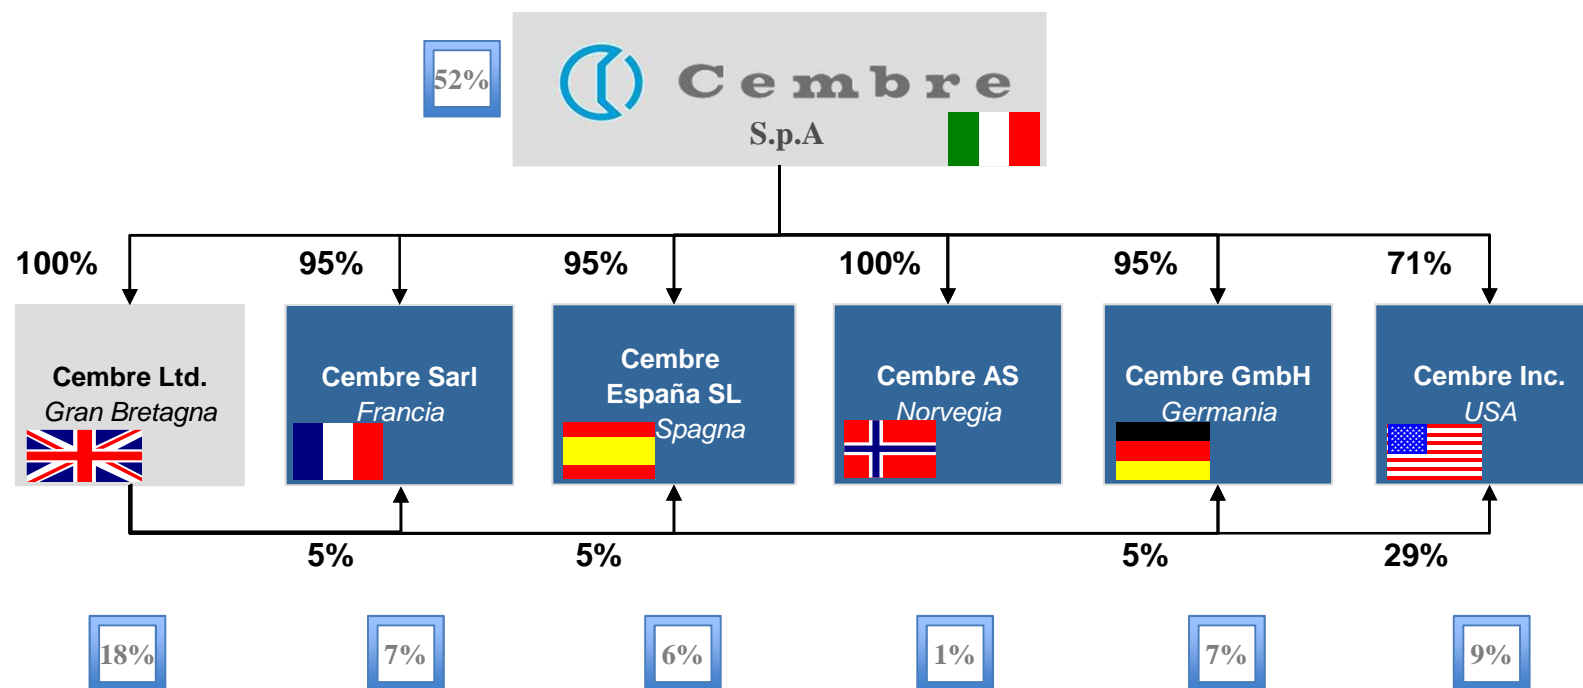 52%
Cembre
S.p.A
100%
95%
95%
100%
95%
71%
Cembre Ltd.
Gran Bretagna
Cembre Sarl
Francia
Cembre
España SL
Spagna
Cembre AS
Norvegia
Cembre GmbH
Germania
Cembre Inc.
USA
5%
5%
5%
29%
18%
7%
6%
1%
7%
9%